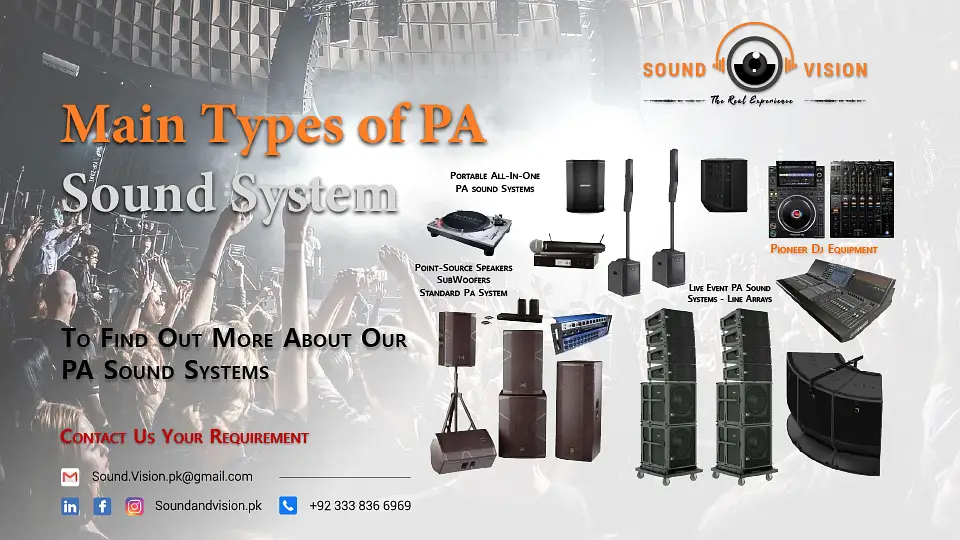 SOUND VISION
The Real Experience
Main Types of PA
Sound System
Portable All-In-One
PA sound Systems
Pioneer Dj Equipment
Point-Source Speakers
SubWoofers
Standard Pa System
Live Event PA Sound
Systems - Line Arrays
To Find Out More About Our
PA Sound Systems
Contact Us Your Requirement
Sound.Vision.pk@gmail.com
Soundandvision.pk
+92 333 836 6969